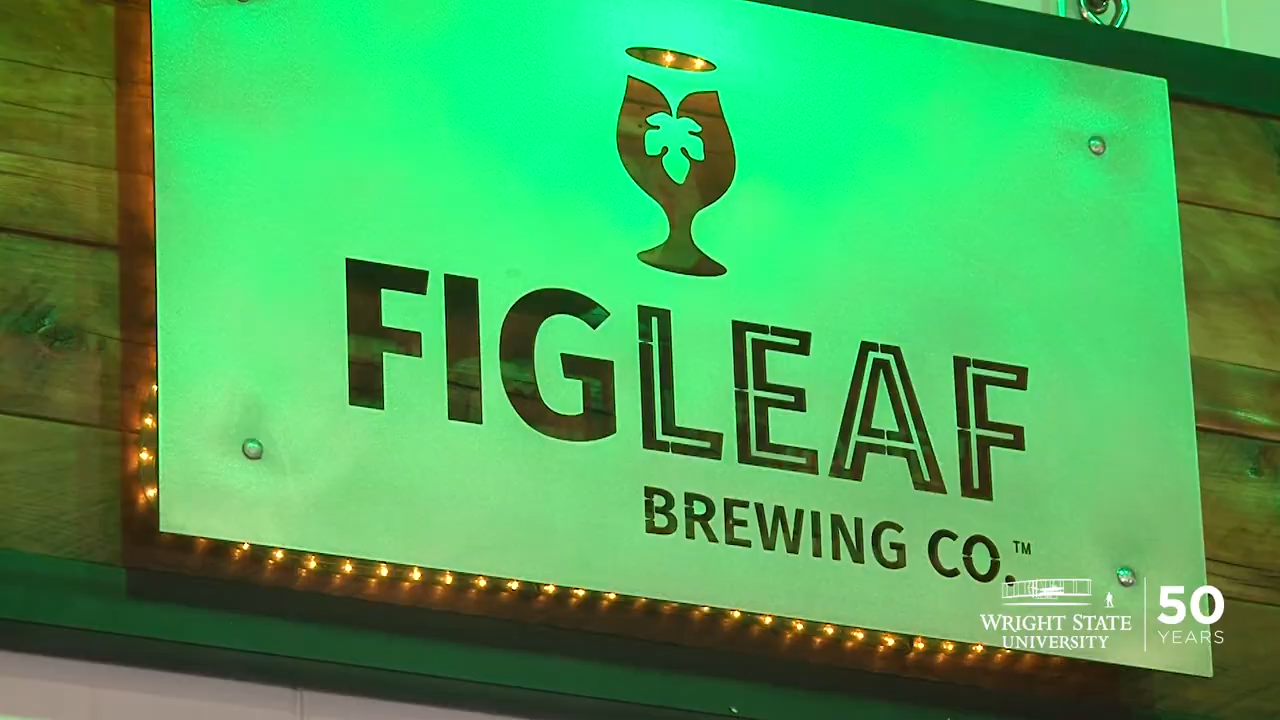 FIGLEAF
BREWING CO.™
WRIGHT STATE
UNIVERSITY
50
YEARS